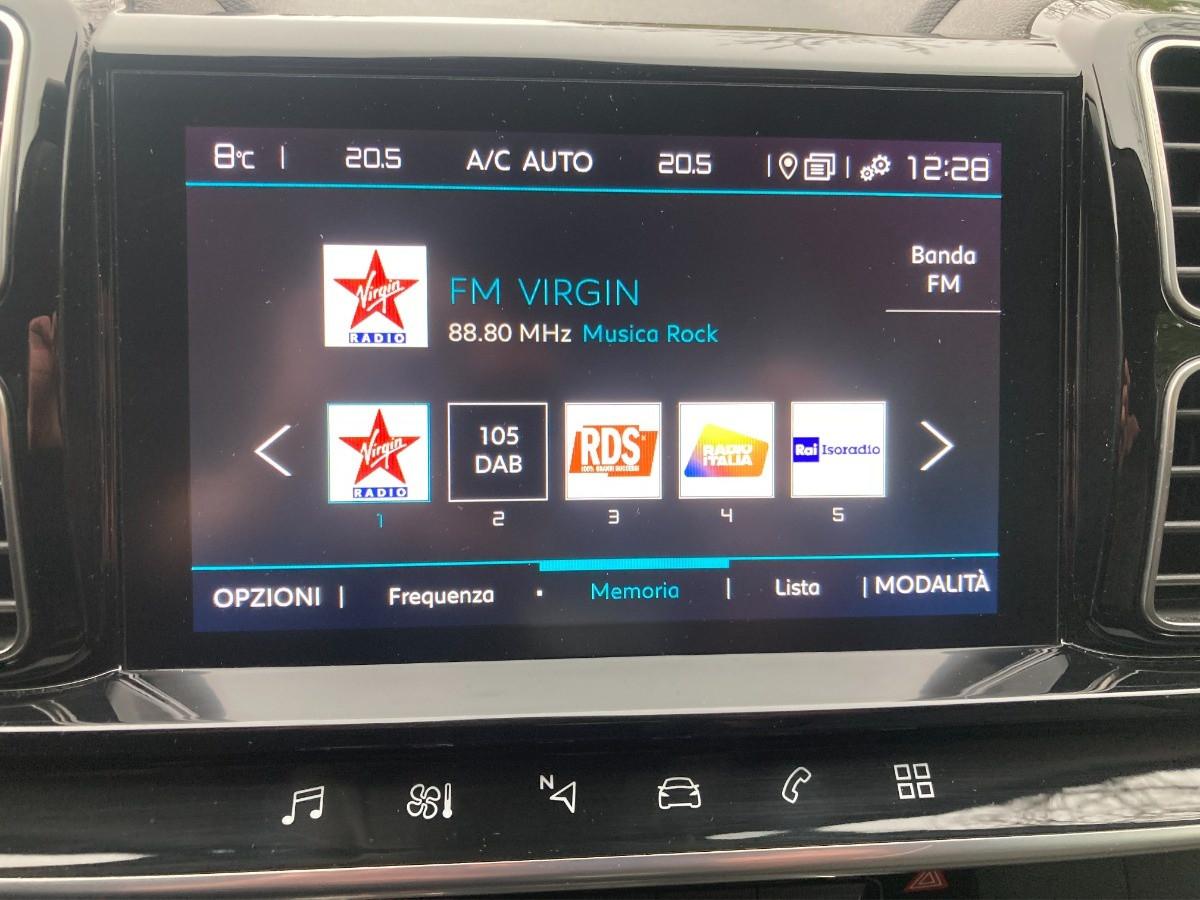 8°C | 20.5 A/C AUTO 20.5 | | 12:28
Banda
FM
Virgin
RADIO
FM VIRGIN
88.80 MHz Musica Rock
Virgin
RADIO
105
DAB
RDS
100% GRANDI SUCCESSI
RADIO
ITALIA
Rai Isoradio
1 2 3 4 5
OPZIONI | Frequenza · Memoria | Lista | MODALITÀ
N